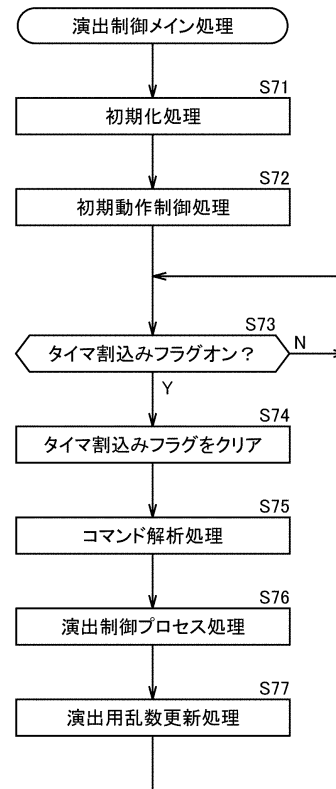 演出制御メイン処理
S71
初期化処理
S72
初期動作制御処理
S73
タイマ割込みフラグオン？
N
Y
S74
タイマ割込みフラグをクリア
S75
コマンド解析処理
S76
演出制御プロセス処理
S77
演出用乱数更新処理